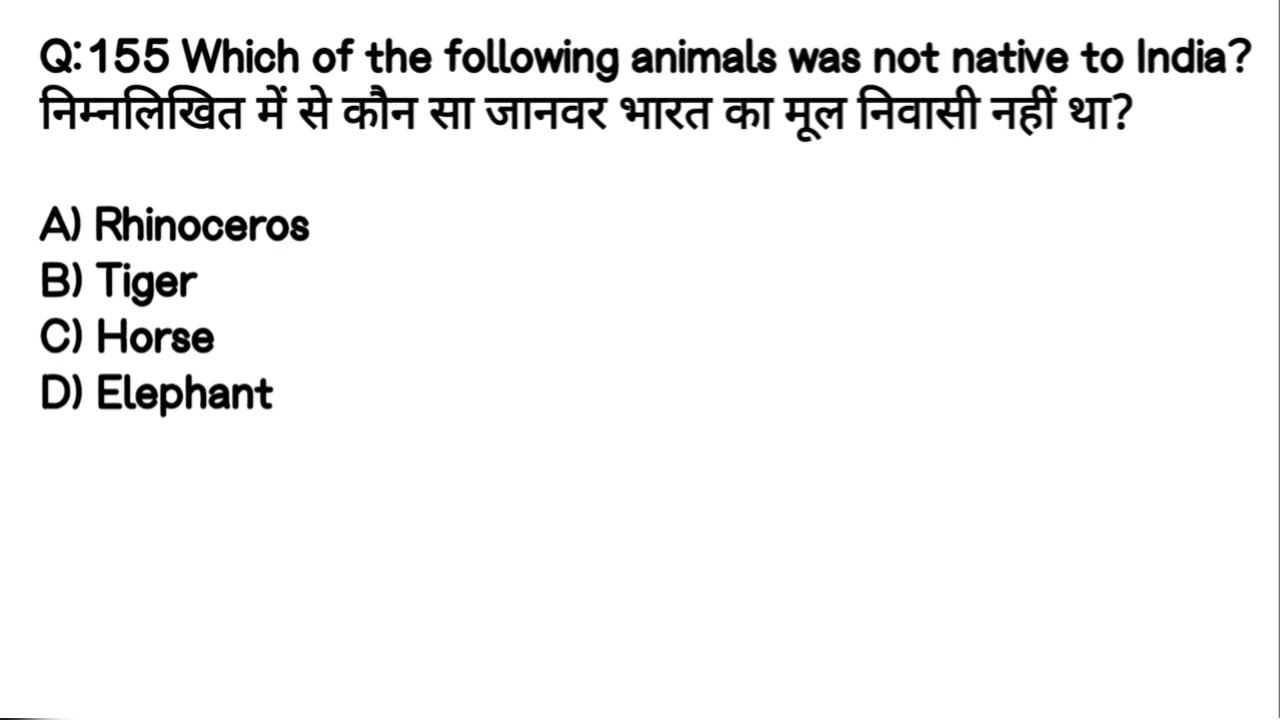 Q:155 Which of the following animals was not native to India?
निम्नलिखित में से कौन सा जानवर भारत का मूल निवासी नहीं था?
A) Rhinoceros
B) Tiger
C) Horse
D) Elephant